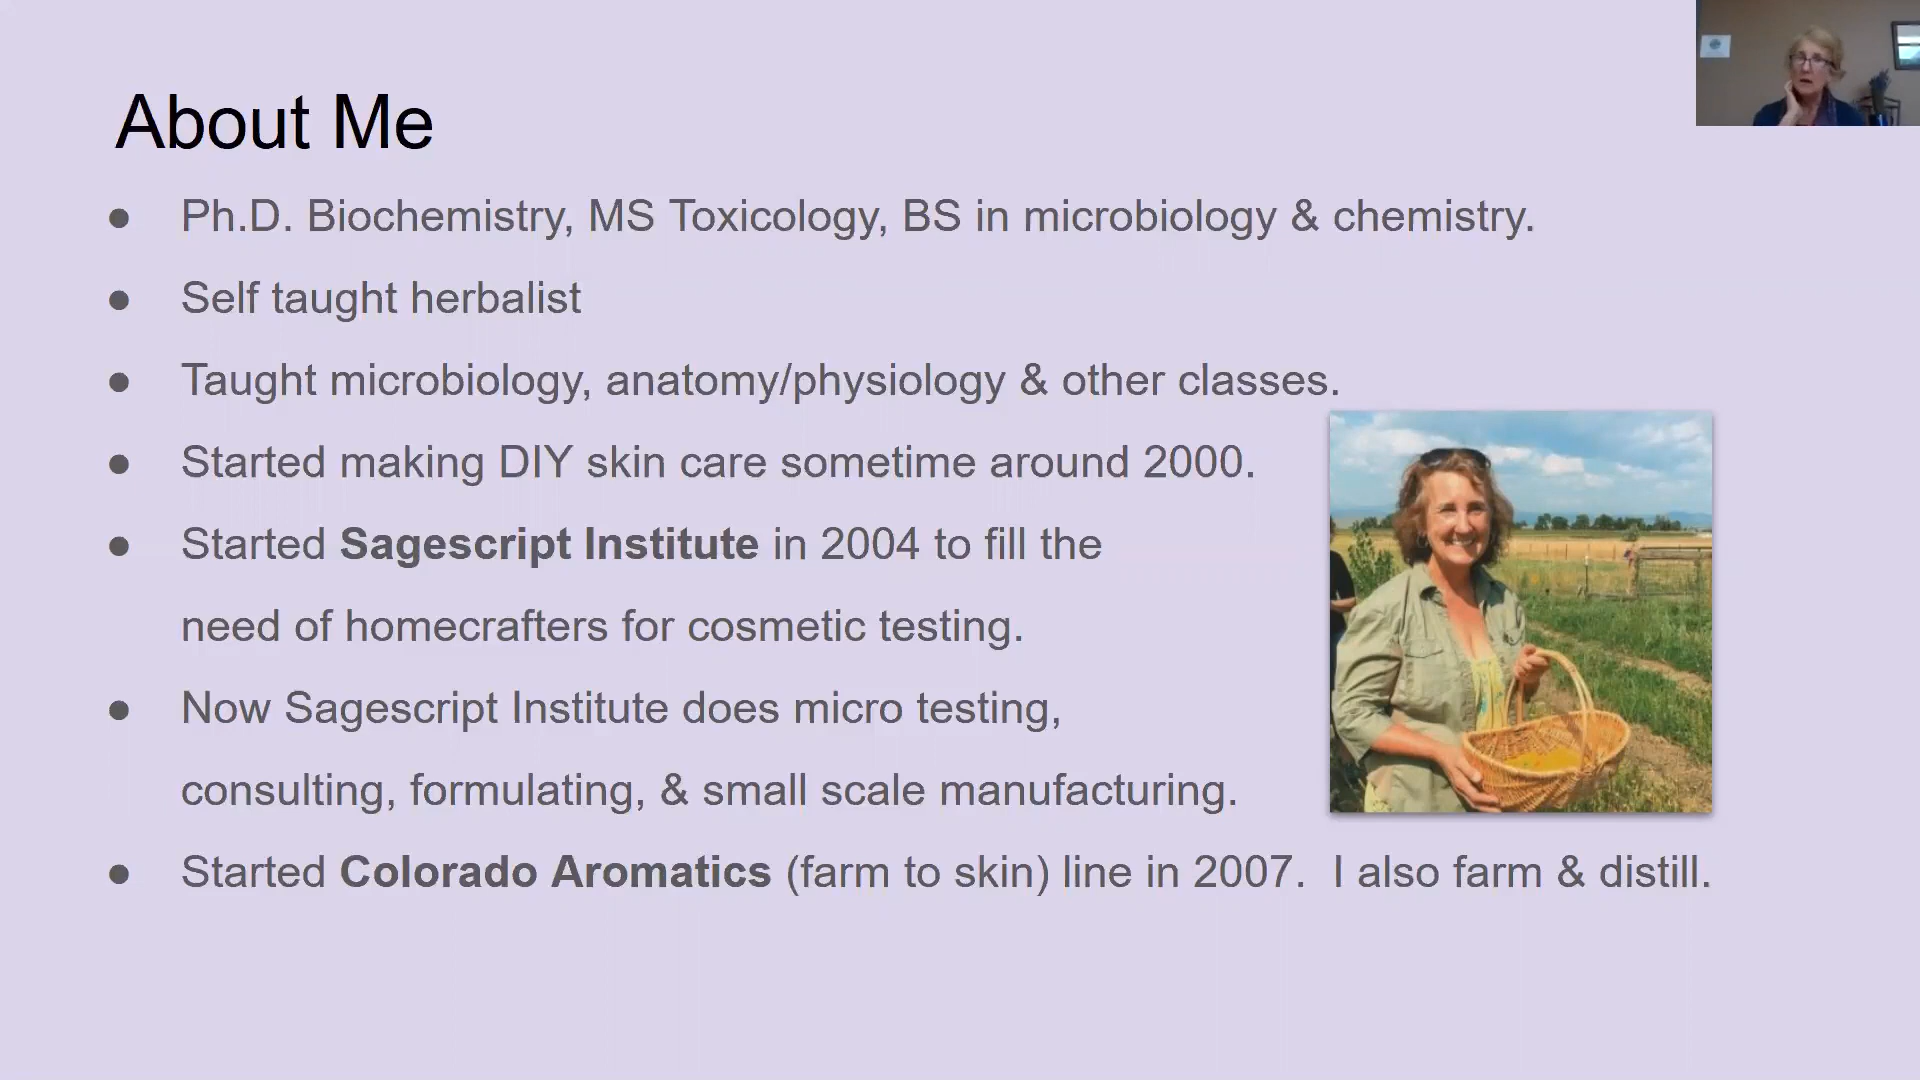 About Me
● Ph.D. Biochemistry, MS Toxicology, BS in microbiology & chemistry.
● Self taught herbalist
● Taught microbiology, anatomy/physiology & other classes.
● Started making DIY skin care sometime around 2000.
● Started Sagescript Institute in 2004 to fill the
need of homecrafters for cosmetic testing.
● Now Sagescript Institute does micro testing,
consulting, formulating, & small scale manufacturing.
● Started Colorado Aromatics (farm to skin) line in 2007.  I also farm & distill.